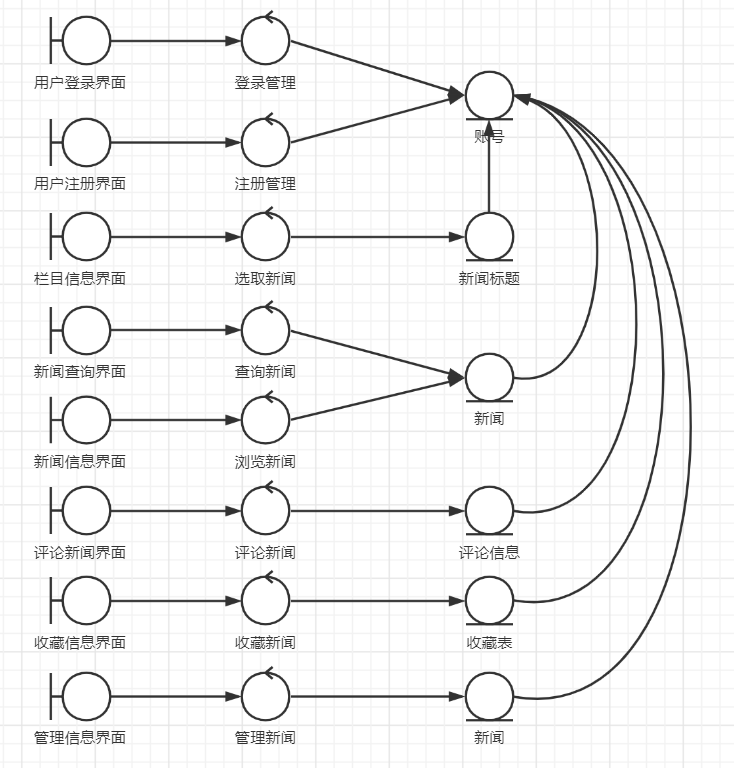 用户登录界面
登录管理
账号
用户注册界面
注册管理
栏目信息界面
选取新闻
新闻标题
新闻查询界面
查询新闻
新闻
新闻信息界面
浏览新闻
评论新闻界面
评论新闻
评论信息
收藏信息界面
收藏新闻
收藏表
管理信息界面
管理新闻
新闻